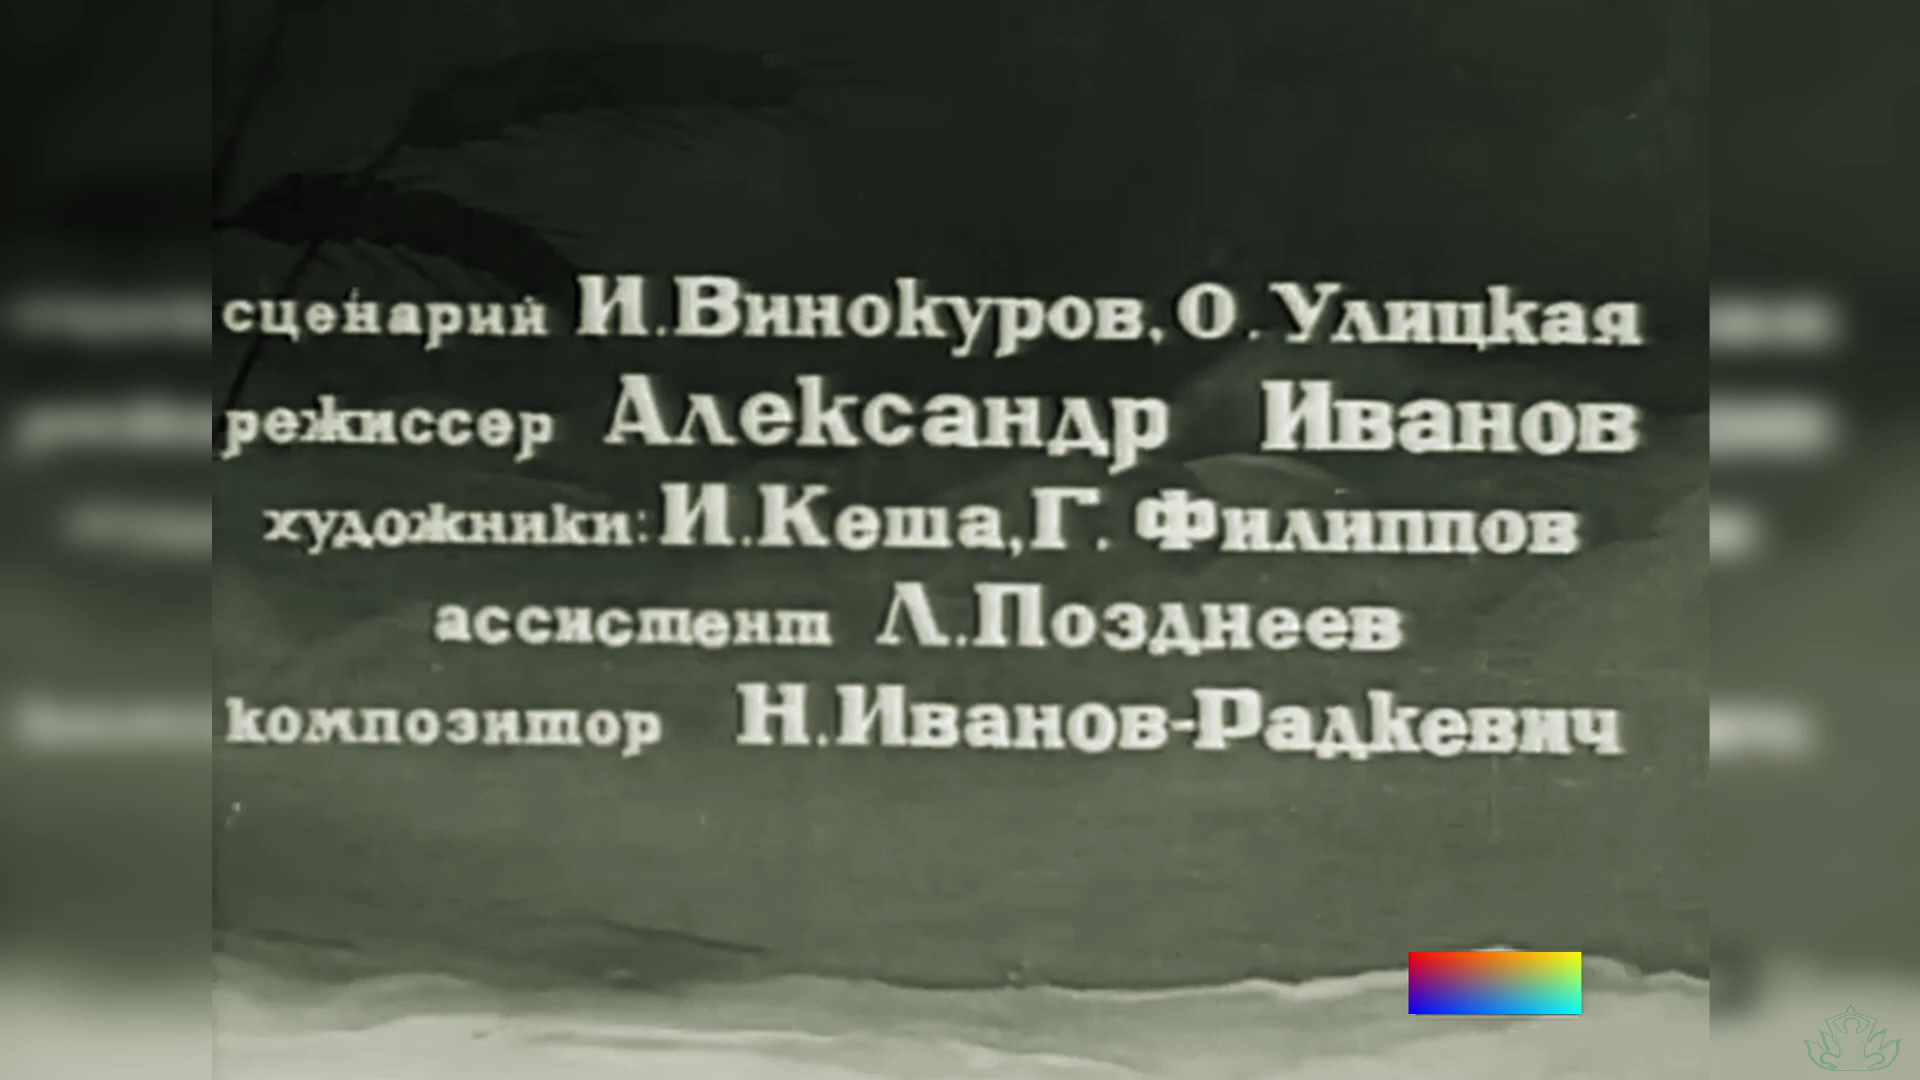 сценарий И.Винокуров, О. Улицкая
режиссер Александр Иванов
художники: И.Кеша, Г. Филиппов
ассистент Л.Позднеев
композитор Н.Иванов-Радкевич